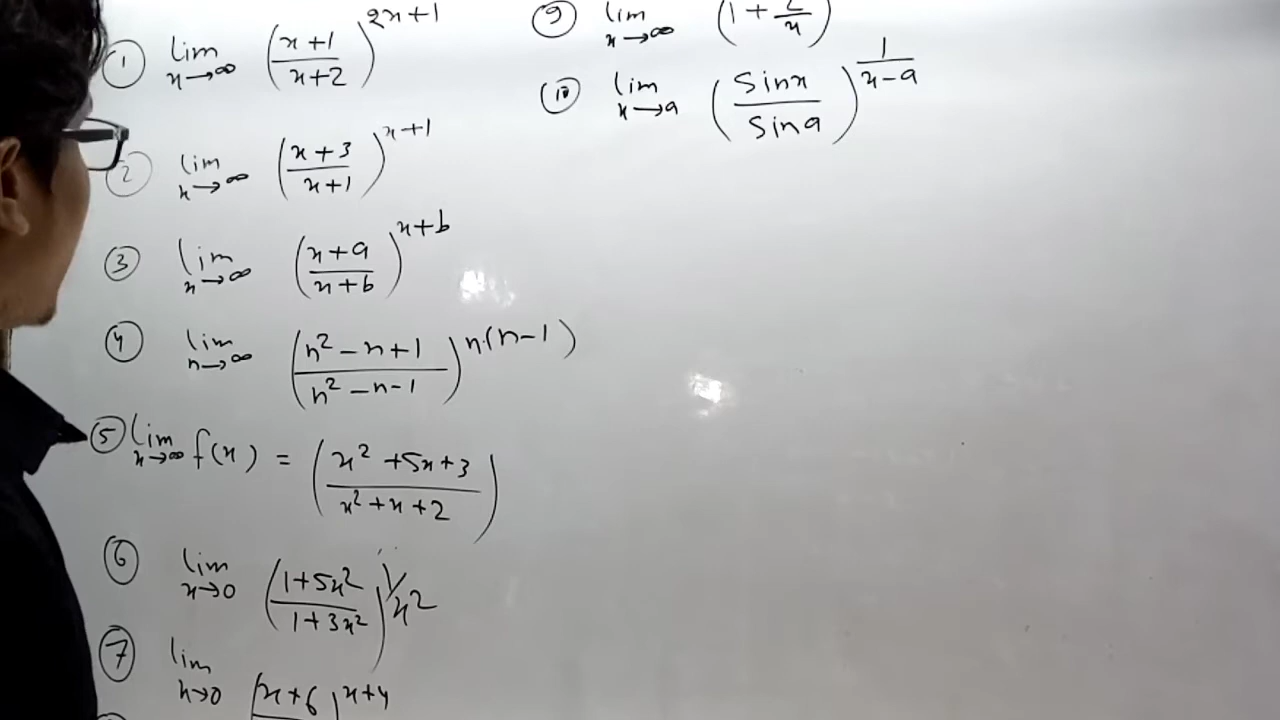 ① lim x→∞ (x+1 / x+2)^2x+1
② lim x→∞ (x+3 / x+1)^x+1
③ lim x→∞ (x+a / x+b)^x+b
④ lim n→∞ (n² - n + 1 / n² - n - 1)^n.(n-1)
⑤ lim x→∞ f(x) = (x² + 5x + 3 / x² + x + 2)
⑥ lim x→0 (1 + 5x² / 1 + 3x²)^1/x²
⑦ lim x→0 (x+6 )^x+4
⑨ lim x→∞ (1 + 2/x)
⑩ lim x→a (sinx / sina)^1/x-a